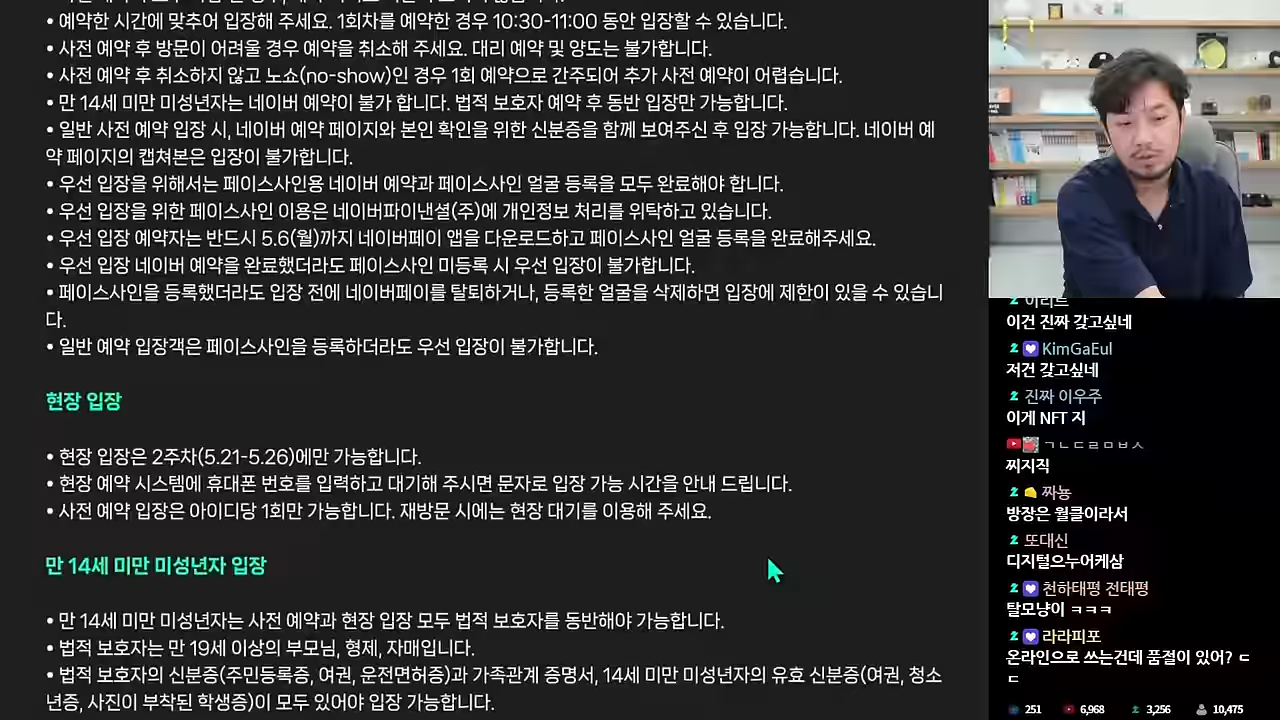 • 예약한 시간에 맞추어 입장해 주세요. 1회차를 예약한 경우 10:30-11:00 동안 입장할 수 있습니다.
• 사전 예약 후 방문이 어려울 경우 예약을 취소해 주세요. 대리 예약 및 양도는 불가합니다.
• 사전 예약 후 취소하지 않고 노쇼(no-show)인 경우 1회 예약으로 간주되어 추가 사전 예약이 어렵습니다.
• 만 14세 미만 미성년자는 네이버 예약이 불가 합니다. 법적 보호자 예약 후 동반 입장만 가능합니다.
• 일반 사전 예약 입장 시, 네이버 예약 페이지와 본인 확인을 위한 신분증을 함께 보여주신 후 입장 가능합니다. 네이버 예
약 페이지의 캡쳐본은 입장이 불가합니다.
• 우선 입장을 위해서는 페이스사인용 네이버 예약과 페이스사인 얼굴 등록을 모두 완료해야 합니다.
• 우선 입장을 위한 페이스사인 이용은 네이버파이낸셜(주)에 개인정보 처리를 위탁하고 있습니다.
• 우선 입장 예약자는 반드시 5.6(월)까지 네이버페이 앱을 다운로드하고 페이스사인 얼굴 등록을 완료해주세요.
• 우선 입장 네이버 예약을 완료했더라도 페이스사인 미등록 시 우선 입장이 불가합니다.
• 페이스사인을 등록했더라도 입장 전에 네이버페이를 탈퇴하거나, 등록한 얼굴을 삭제하면 입장에 제한이 있을 수 있습니
다.
• 일반 예약 입장객은 페이스사인을 등록하더라도 우선 입장이 불가합니다.
현장 입장
• 현장 입장은 2주차(5.21-5.26)에만 가능합니다.
• 현장 예약 시스템에 휴대폰 번호를 입력하고 대기해 주시면 문자로 입장 가능 시간을 안내 드립니다.
• 사전 예약 입장은 아이디당 1회만 가능합니다. 재방문 시에는 현장 대기를 이용해 주세요.
만 14세 미만 미성년자 입장
• 만 14세 미만 미성년자는 사전 예약과 현장 입장 모두 법적 보호자를 동반해야 가능합니다.
• 법적 보호자는 만 19세 이상의 부모님, 형제, 자매입니다.
• 법적 보호자의 신분증(주민등록증, 여권, 운전면허증)과 가족관계 증명서, 14세 미만 미성년자의 유효 신분증(여권, 청소
년증, 사진이 부착된 학생증)이 모두 있어야 입장 가능합니다.
이건 진짜 갖고싶네
KimGaEul
저건 갖고싶네
진짜 이우주
이게 NFT 지
ㄱㄴㄷㄹㅁㅂㅅ
찌지직
짜뇽
방장은 월클이라서
또대신
디지털으누어케삼
천하태평 전태평
탈모냥이 ㅋㅋㅋ
라라피포
온라인으로 쓰는건데 품절이 있어? ㄷ
ㄷ
251 6,968 3,256 10,475